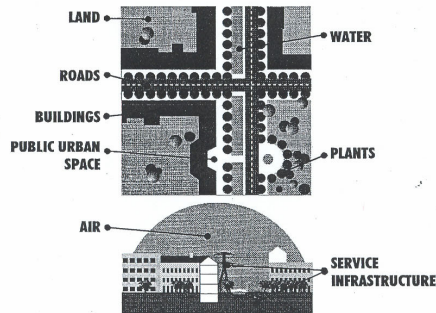 LAND
WATER
ROADS
BUILDINGS
PUBLIC URBAN
SPACE
PLANTS
AIR
SERVICE
INFRASTRUCTURE